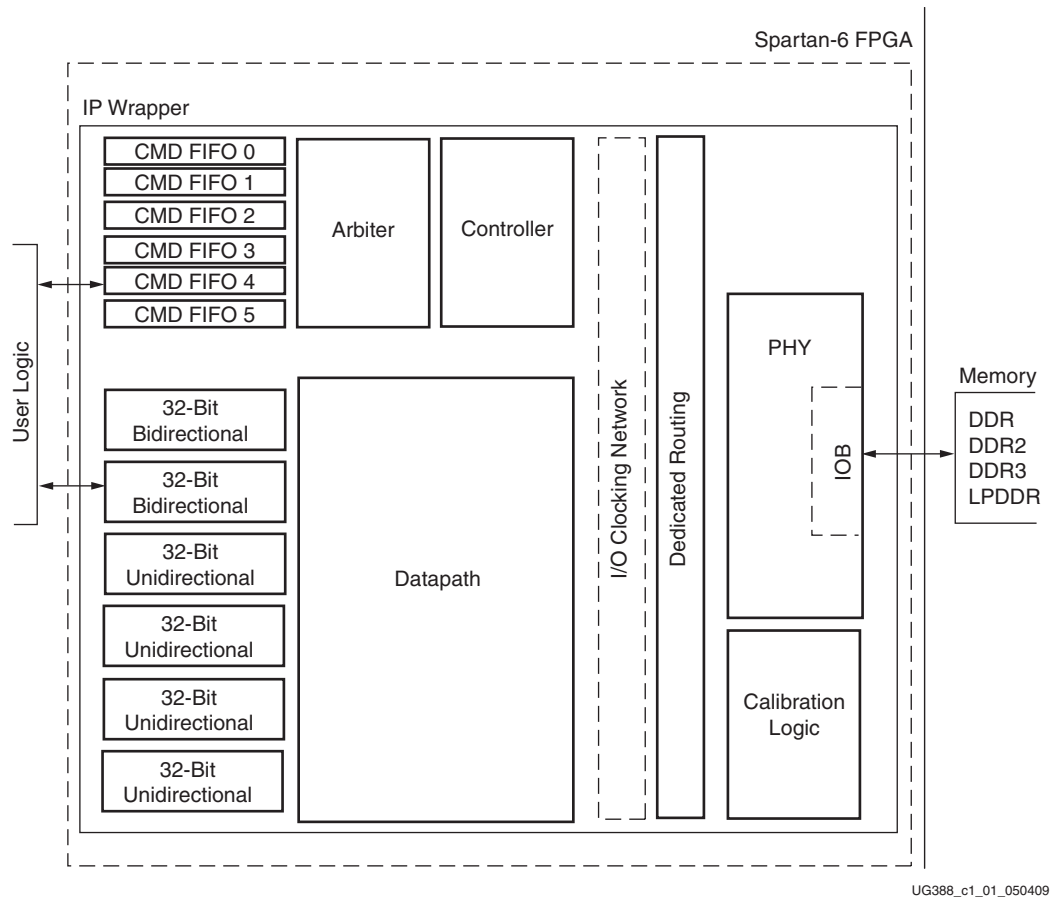 Spartan-6 FPGA
IP Wrapper
CMD FIFO 0
CMD FIFO 1
CMD FIFO 2
CMD FIFO 3
CMD FIFO 4
CMD FIFO 5
Arbiter
Controller
User Logic
32-Bit
Bidirectional
32-Bit
Bidirectional
32-Bit
Unidirectional
32-Bit
Unidirectional
32-Bit
Unidirectional
32-Bit
Unidirectional
Datapath
I/O Clocking Network
Dedicated Routing
PHY
IOB
Calibration
Logic
Memory
DDR
DDR2
DDR3
LPDDR
UG388_c1_01_050409